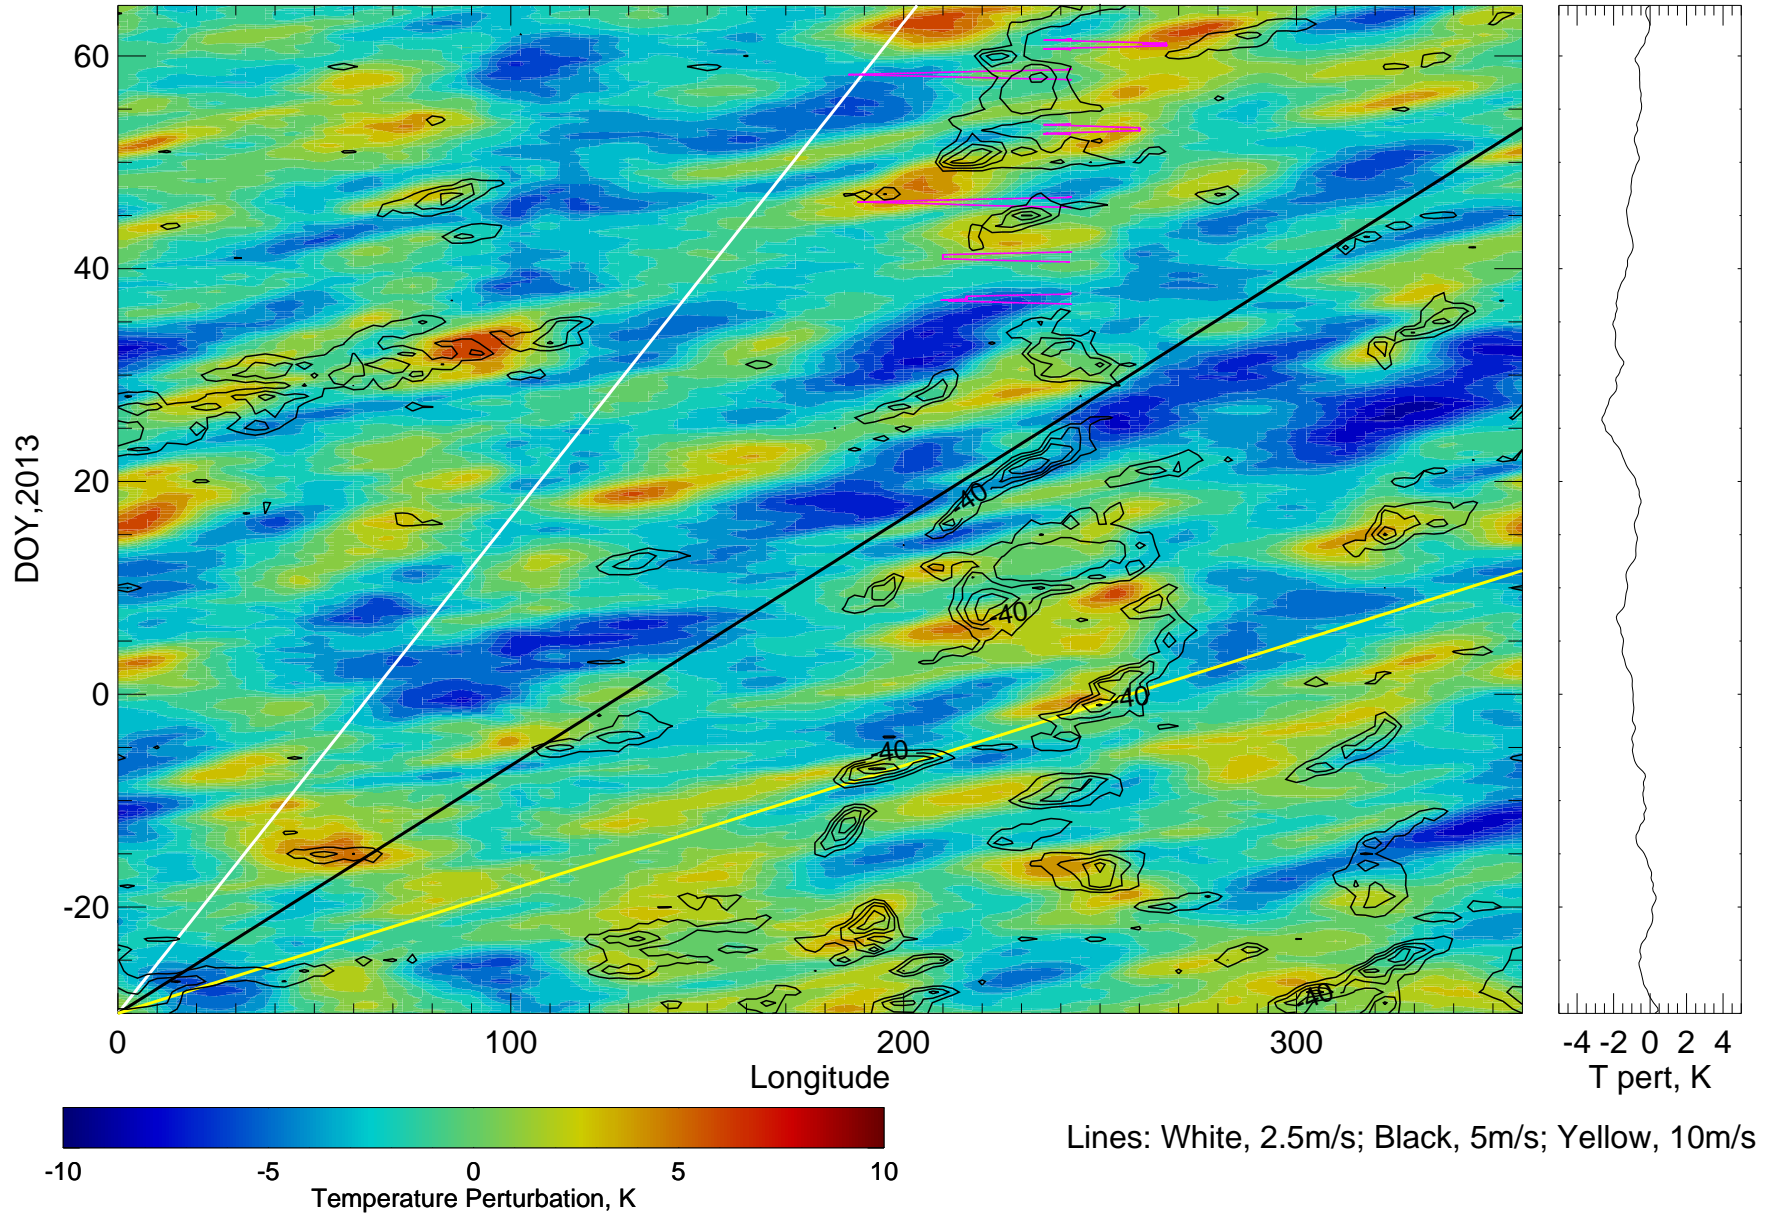 60
40
20
0
-20
DOY,2013
-40
-40
-40
-40
-40
0 100 200 300
Longitude
-4 -2 0 2 4
T pert, K
-10 -5 0 5 10
Temperature Perturbation, K
Lines: White, 2.5m/s; Black, 5m/s; Yellow, 10m/s